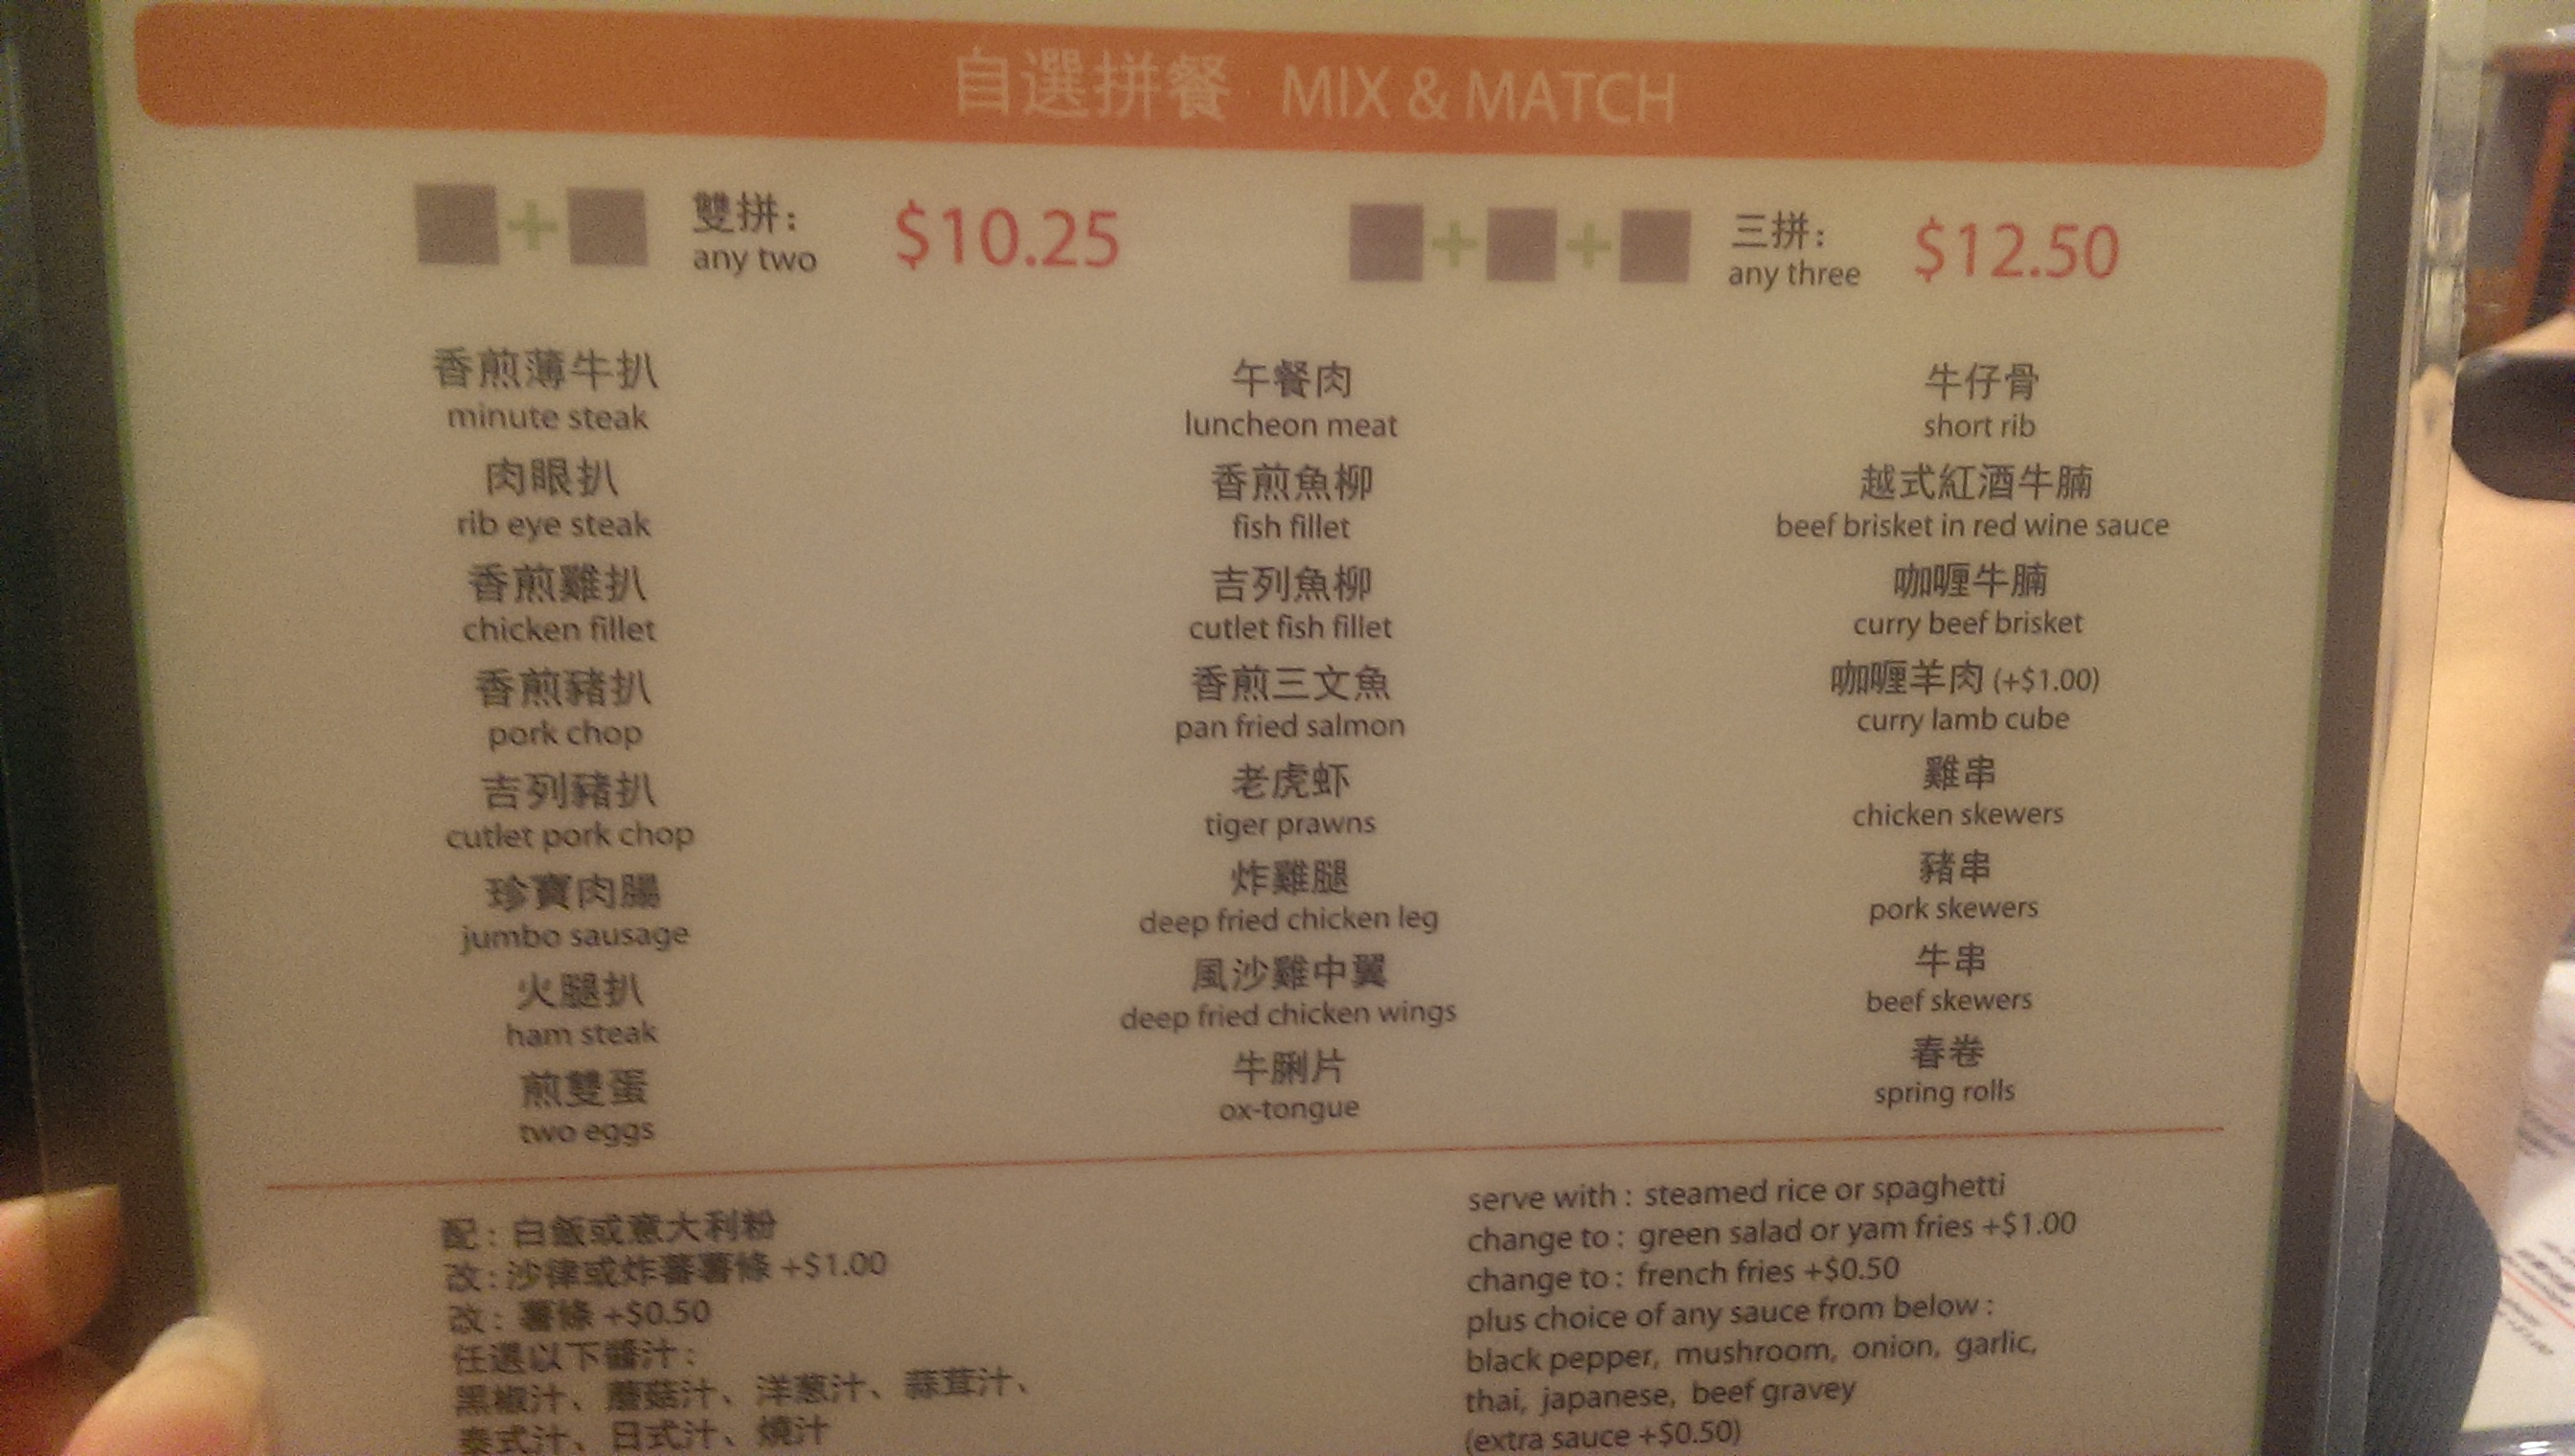 自選拼餐 MIX & MATCH
雙拼: $10.25
any two
三拼: $12.50
any three
香煎薄牛扒
minute steak
肉眼扒
rib eye steak
香煎雞扒
chicken fillet
香煎豬扒
pork chop
吉列豬扒
cutlet pork chop
珍寶肉腸
jumbo sausage
火腿扒
ham steak
煎雙蛋
two eggs
午餐肉
luncheon meat
香煎魚柳
fish fillet
吉列魚柳
cutlet fish fillet
香煎三文魚
pan fried salmon
老虎虾
tiger prawns
炸雞腿
deep fried chicken leg
風沙雞中翼
deep fried chicken wings
牛脷片
ox-tongue
牛仔骨
short rib
越式紅酒牛腩
beef brisket in red wine sauce
咖喱牛腩
curry beef brisket
咖喱羊肉 (+$1.00)
curry lamb cube
雞串
chicken skewers
豬串
pork skewers
牛串
beef skewers
春卷
spring rolls
配: 白飯或意大利粉
改: 沙律或炸蕃薯條 +$1.00
改: 薯條 +$0.50
任選以下醬汁:
黑椒汁、蘑菇汁、洋葱汁、蒜茸汁、
泰式汁、日式汁、燒汁
serve with : steamed rice or spaghetti
change to : green salad or yam fries +$1.00
change to : french fries +$0.50
plus choice of any sauce from below :
black pepper, mushroom, onion, garlic,
thai, japanese, beef gravey
(extra sauce +$0.50)